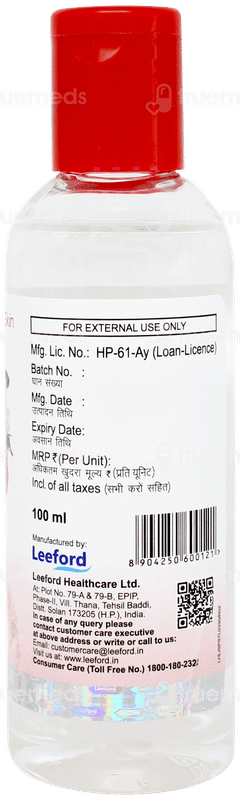 truemeds
Skin
FOR EXTERNAL USE ONLY
Mfg. Lic. No.: HP-61-Ay (Loan-Licence)
Batch No. :
घान संख्या
Mfg. Date :
उत्पादन तिथि
Expiry Date:
अवसान तिथि
MRP ₹(Per Unit):
अधिकतम खुदरा मूल्य ₹ (प्रति यूनिट)
Incl. of all taxes (सभी करों सहित)
100 ml
Manufactured by:
Leeford
8 904250 600121
Leeford Healthcare Ltd.
At: Plot No. 79-A & 79-B, EPIP,
Phase-II, Vill. Thana, Tehsil Baddi,
Distt. Solan 173205 (H.P.), India.
In case of any query please
contact customer care executive
at above address or write or call to us:
Email: customercare@leeford.in
Visit us at: www.leeford.in
Consumer Care (Toll Free No.) 1800-180-232
Leeford